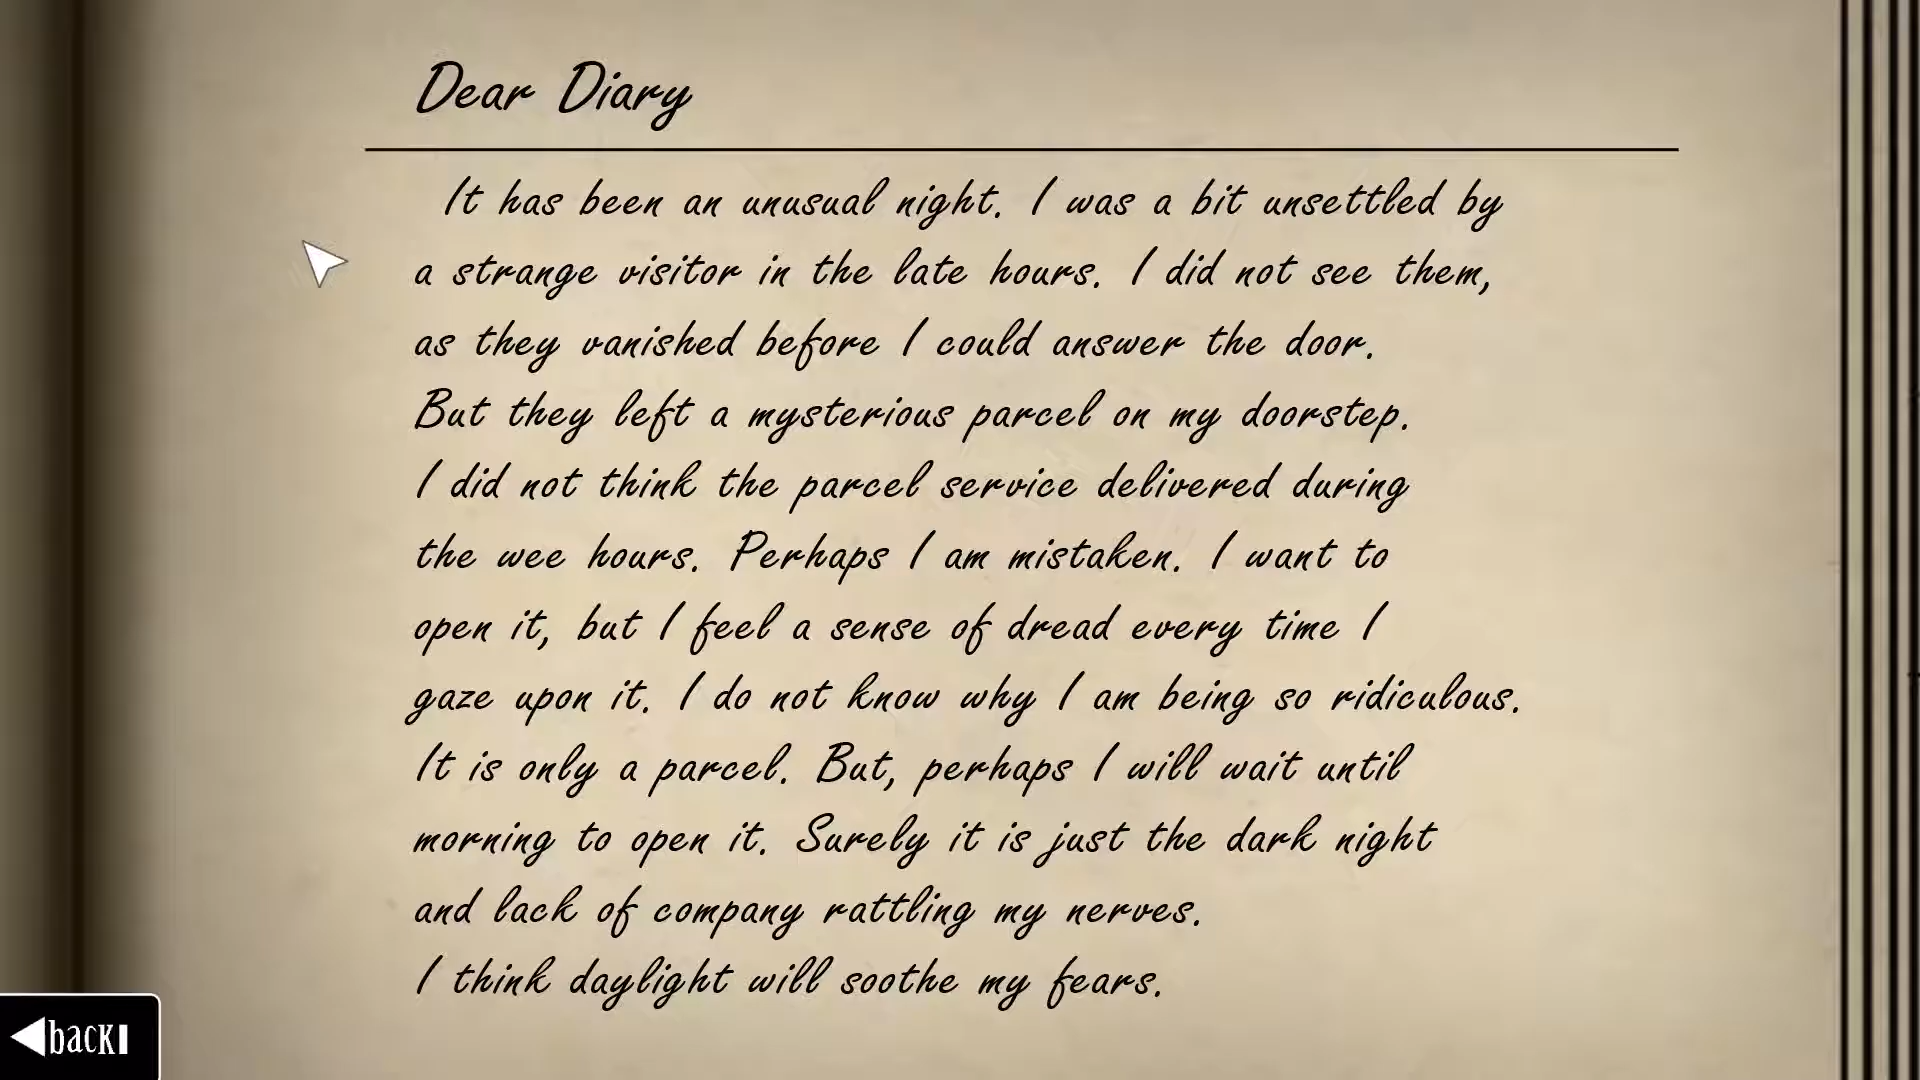 Dear Diary
It has been an unusual night. I was a bit unsettled by
a strange visitor in the late hours. I did not see them,
as they vanished before I could answer the door.
But they left a mysterious parcel on my doorstep.
I did not think the parcel service delivered during
the wee hours. Perhaps I am mistaken. I want to
open it, but I feel a sense of dread every time I
gaze upon it. I do not know why I am being so ridiculous.
It is only a parcel. But, perhaps I will wait until
morning to open it. Surely it is just the dark night
and lack of company rattling my nerves.
I think daylight will soothe my fears.
back